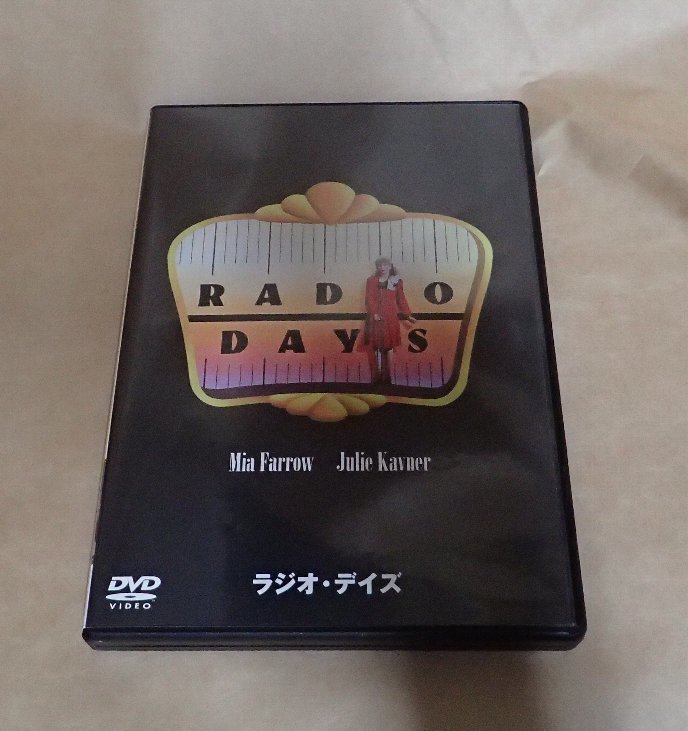 RADIO
DAYS
Mia Farrow Julie Kavner
DVD
VIDEO
ラジオ・デイズ